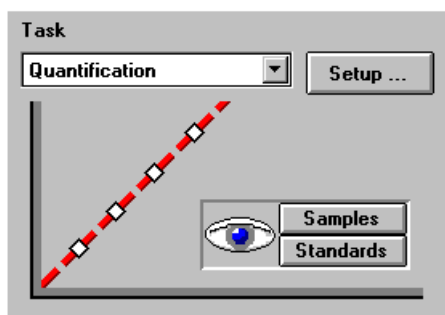 Task
Quantification
Setup ...
Samples
Standards